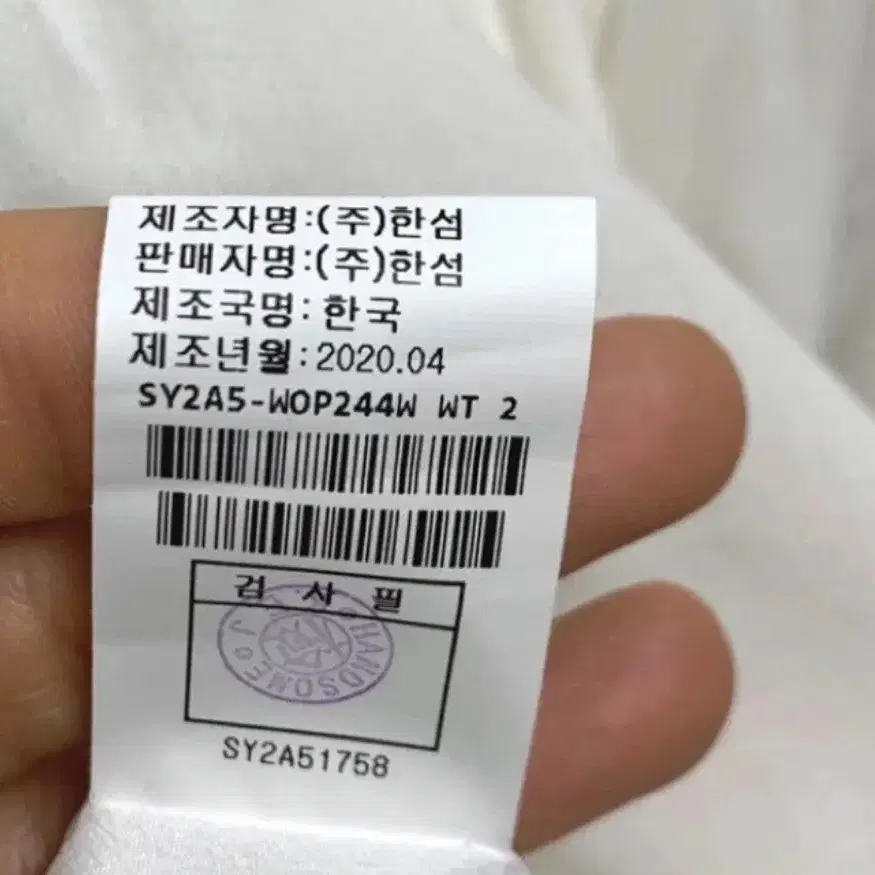 제조자명:(주)한섬
판매자명:(주)한섬
제조국명: 한국
제조년월:2020.04
SY2A5-WOP244W WT 2
검 사 필
HANDSOME
SY2A51758